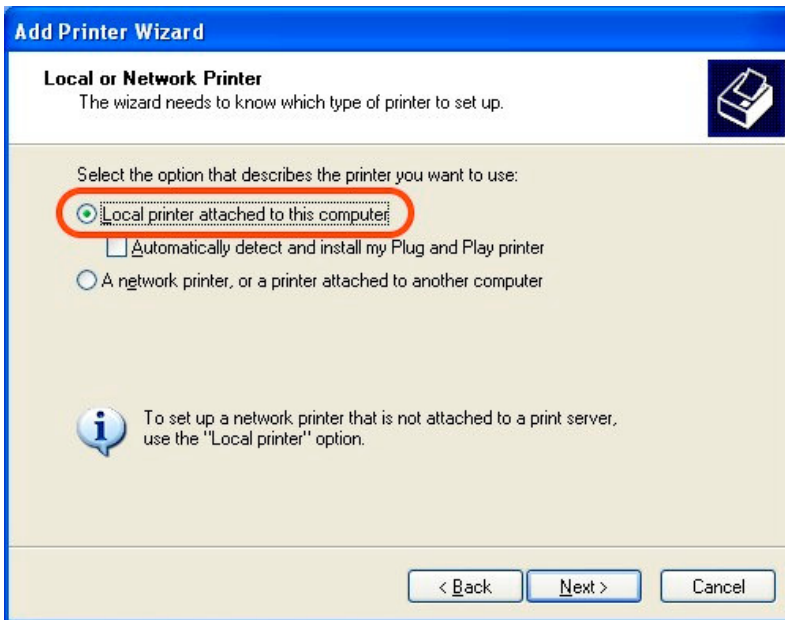 Add Printer Wizard
Local or Network Printer
The wizard needs to know which type of printer to set up.
Select the option that describes the printer you want to use:
Local printer attached to this computer
Automatically detect and install my Plug and Play printer
A network printer, or a printer attached to another computer
To set up a network printer that is not attached to a print server,
use the "Local printer" option.
< Back Next > Cancel